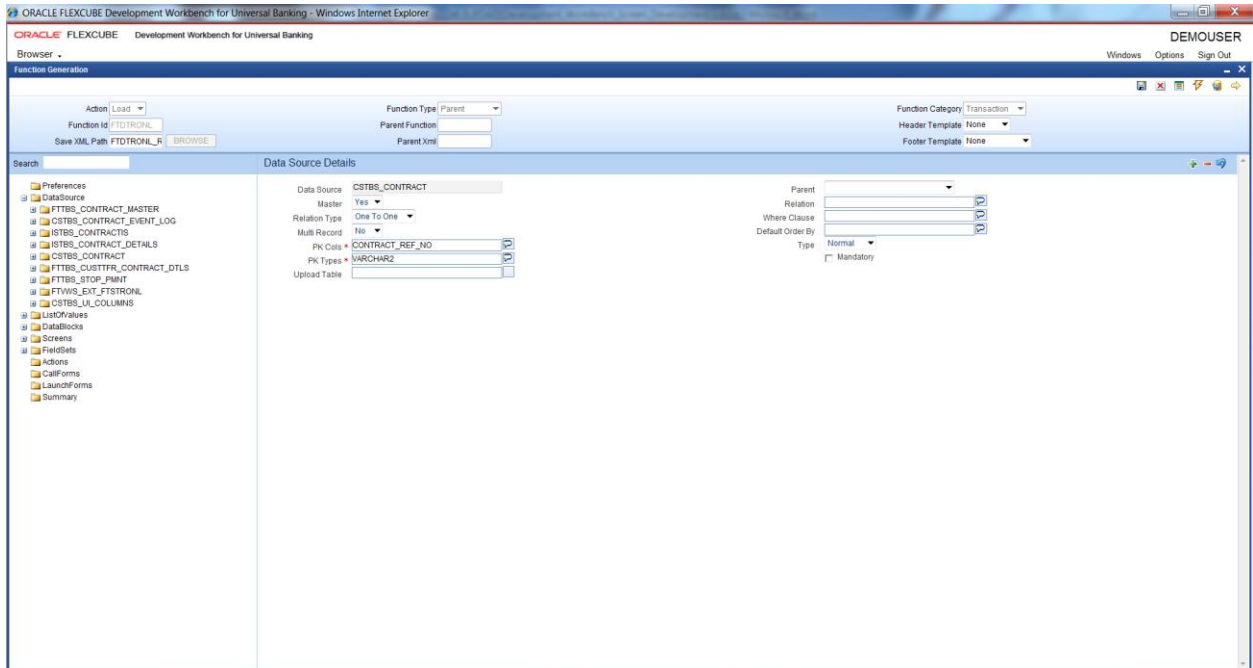 ORACLE FLEXCUBE Development Workbench for Universal Banking - Windows Internet Explorer
ORACLE FLEXCUBE Development Workbench for Universal Banking DEMOUSER
Browser Windows Options Sign Out
Function Generation
Action Load Function Type Parent Function Category Transaction
Function Id FTDTRONL Parent Function Header Template None
Save XML Path FTDTRONL_R BROWSE Parent Xml Footer Template None
Search
Preferences
DataSource
FTTBS_CONTRACT_MASTER
CSTBS_CONTRACT_EVENT_LOG
ISTBS_CONTRACTIS
ISTBS_CONTRACT_DETAILS
CSTBS_CONTRACT
FTTBS_CUSTTFR_CONTRACT_DTLS
FTTBS_STOP_PMNT
FTVWS_EXT_FTSTRONL
CSTBS_UI_COLUMNS
ListOfValues
DataBlocks
Screens
FieldSets
Actions
CallForms
LaunchForms
Summary
Data Source Details
Data Source CSTBS_CONTRACT
Master Yes
Relation Type One To One
Multi Record No
PK Cols * CONTRACT_REF_NO
PK Types * VARCHAR2
Upload Table
Parent
Relation
Where Clause
Default Order By
Type Normal
Mandatory